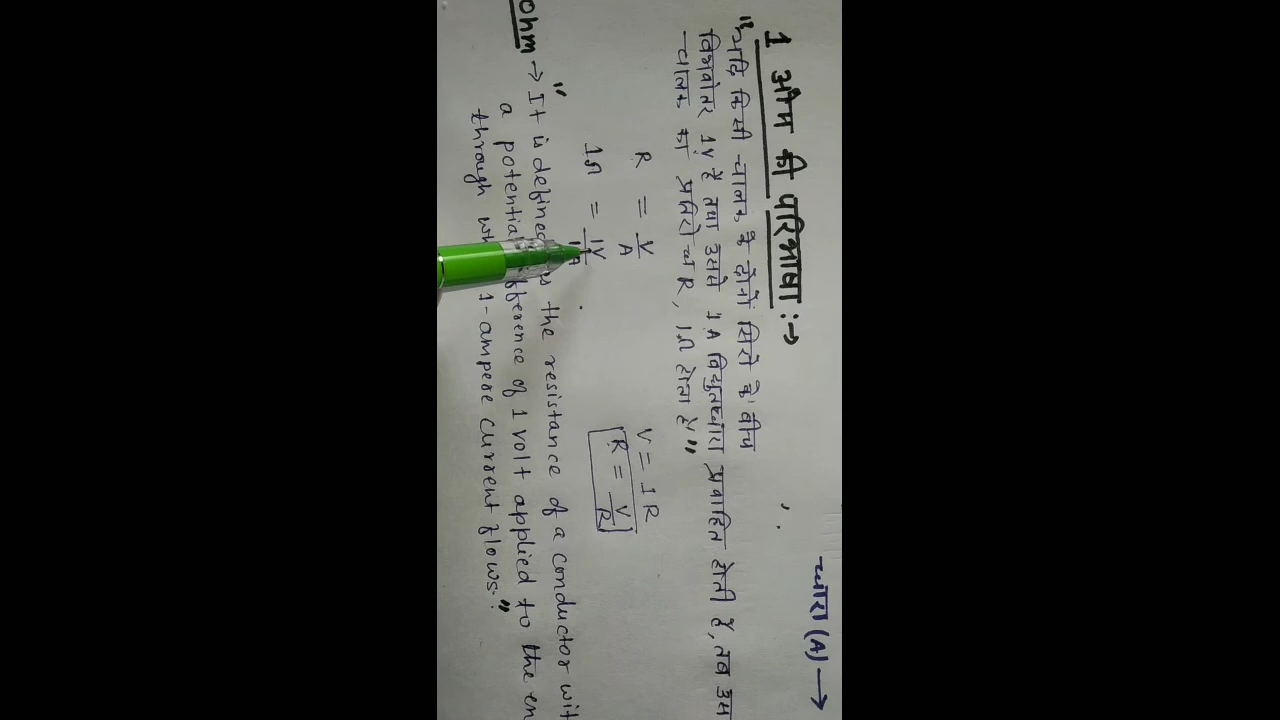 धारा (A) →
1 ओम की परिभाषा :→
"यदि किसी चालक के दोनों सिरों के बीच
विभवांतर 1V है तथा उससे 1A विद्युतधारा प्रवाहित होती है, तब उस
चालक का प्रतिरोध R, 1Ω होता है"
R = V/A
V = IR
1Ω = 1V/1A
R = V/R
ohm → "It is defined as the resistance of a conductor
a potential difference of 1 volt applied to the
through 1-ampere current flows."